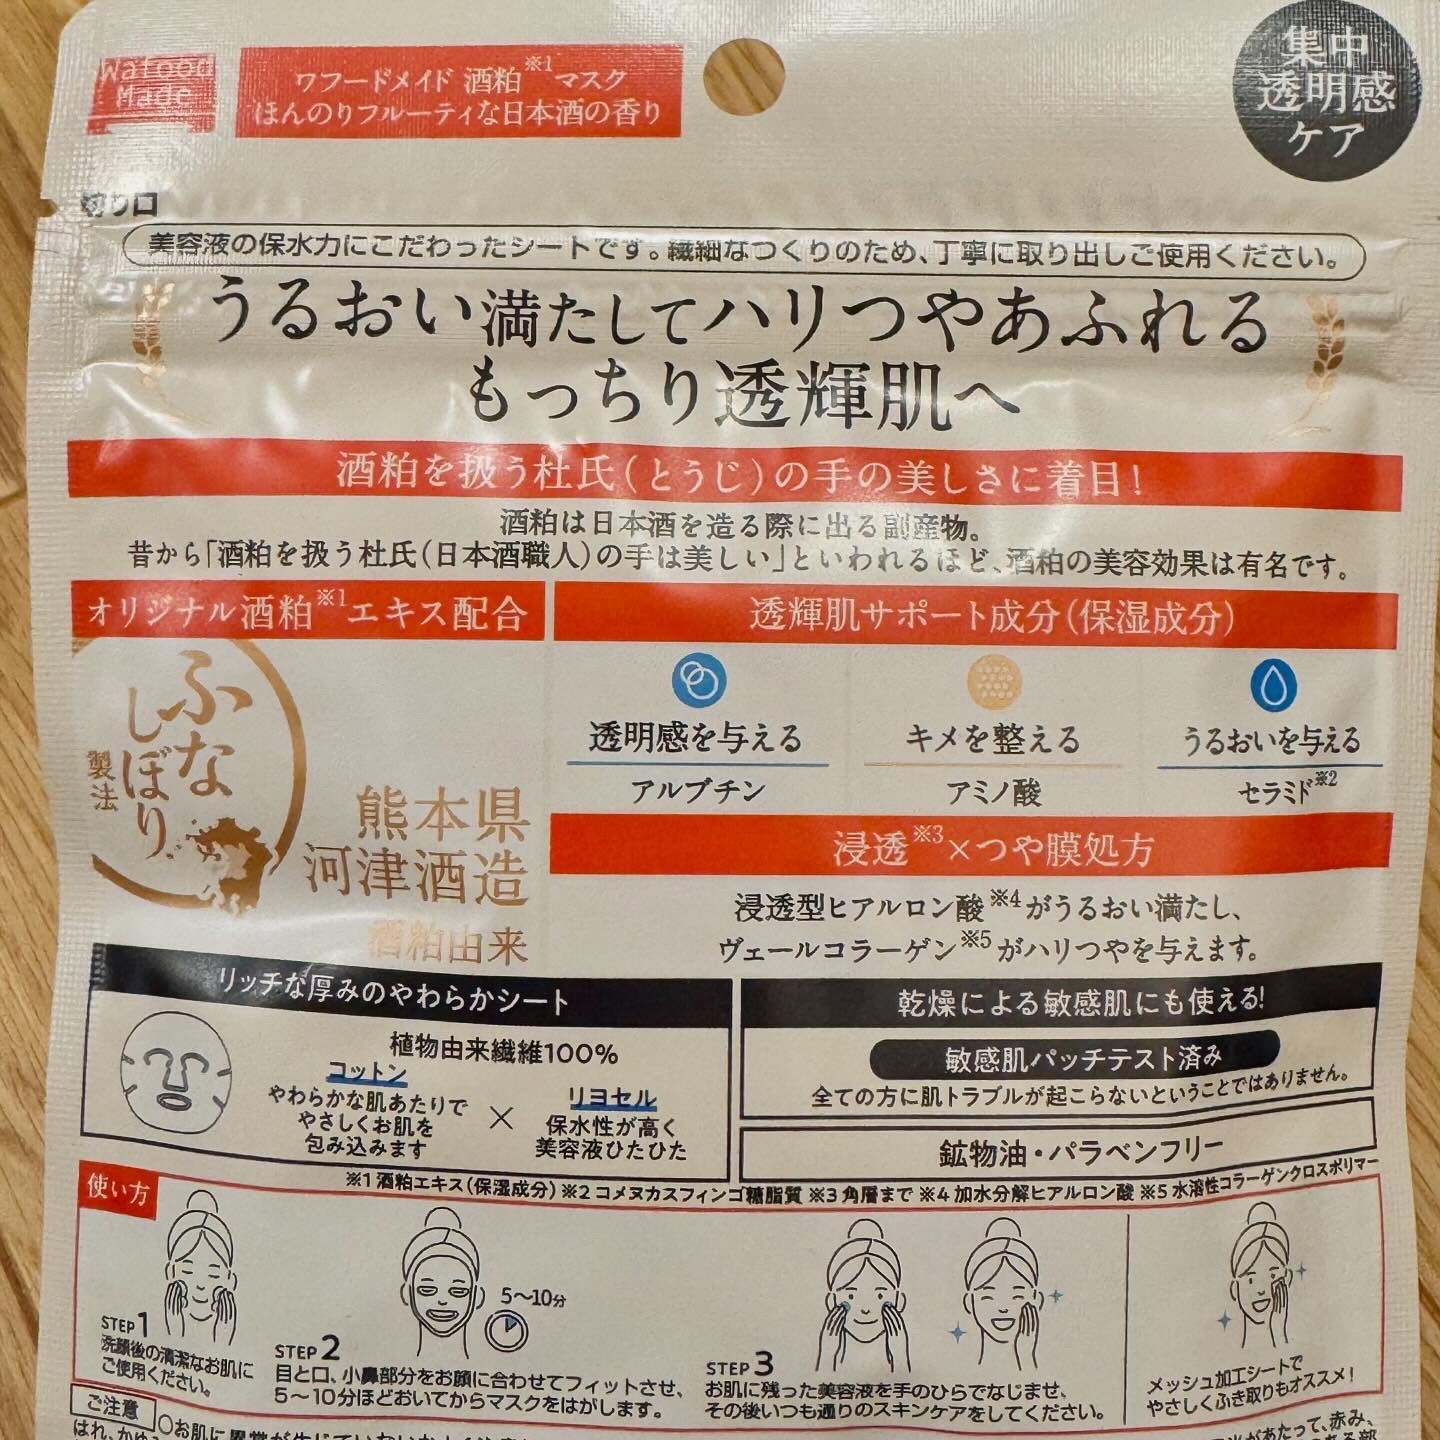 Wafood
Made
ワフードメイド 酒粕※1マスク
ほんのりフルーティな日本酒の香り
集中
透明感
ケア
切り口
美容液の保水力にこだわったシートです。繊細なつくりのため、丁寧に取り出しご使用ください。
うるおい満たしてハリつやあふれる
もっちり透輝肌へ
酒粕を扱う杜氏(とうじ)の手の美しさに着目!
酒粕は日本酒を造る際に出る副産物。
昔から「酒粕を扱う杜氏(日本酒職人)の手は美しい」といわれるほど、酒粕の美容効果は有名です。
オリジナル酒粕※1エキス配合
ふな
しぼり
製法
熊本県
河津酒造
酒粕由来
透輝肌サポート成分(保湿成分)
透明感を与える
アルブチン
キメを整える
アミノ酸
うるおいを与える
セラミド※2
浸透※3×つや膜処方
浸透型ヒアルロン酸※4がうるおい満たし、
ヴェールコラーゲン※5がハリつやを与えます。
リッチな厚みのやわらかシート
植物由来繊維100%
コットン
やわらかな肌あたりで
やさしくお肌を
包み込みます
×
リヨセル
保水性が高く
美容液ひたひた
乾燥による敏感肌にも使える!
敏感肌パッチテスト済み
全ての方に肌トラブルが起こらないということではありません。
鉱物油・パラベンフリー
※1 酒粕エキス(保湿成分) ※2 コメヌカスフィンゴ糖脂質 ※3 角層まで ※4 加水分解ヒアルロン酸 ※5 水溶性コラーゲンクロスポリマー
使い方
STEP1
洗顔後の清潔なお肌に
ご使用ください。
5〜10分
STEP2
目と口、小鼻部分をお顔に合わせてフィットさせ、
5〜10分ほどおいてからマスクをはがします。
STEP3
お肌に残った美容液を手のひらでなじませ、
その後いつも通りのスキンケアをしてください。
メッシュ加工シートで
やさしくふき取りもオススメ!
ご注意
○お肌に異常が生じていないか
があたって、赤み、
はれ、かゆ